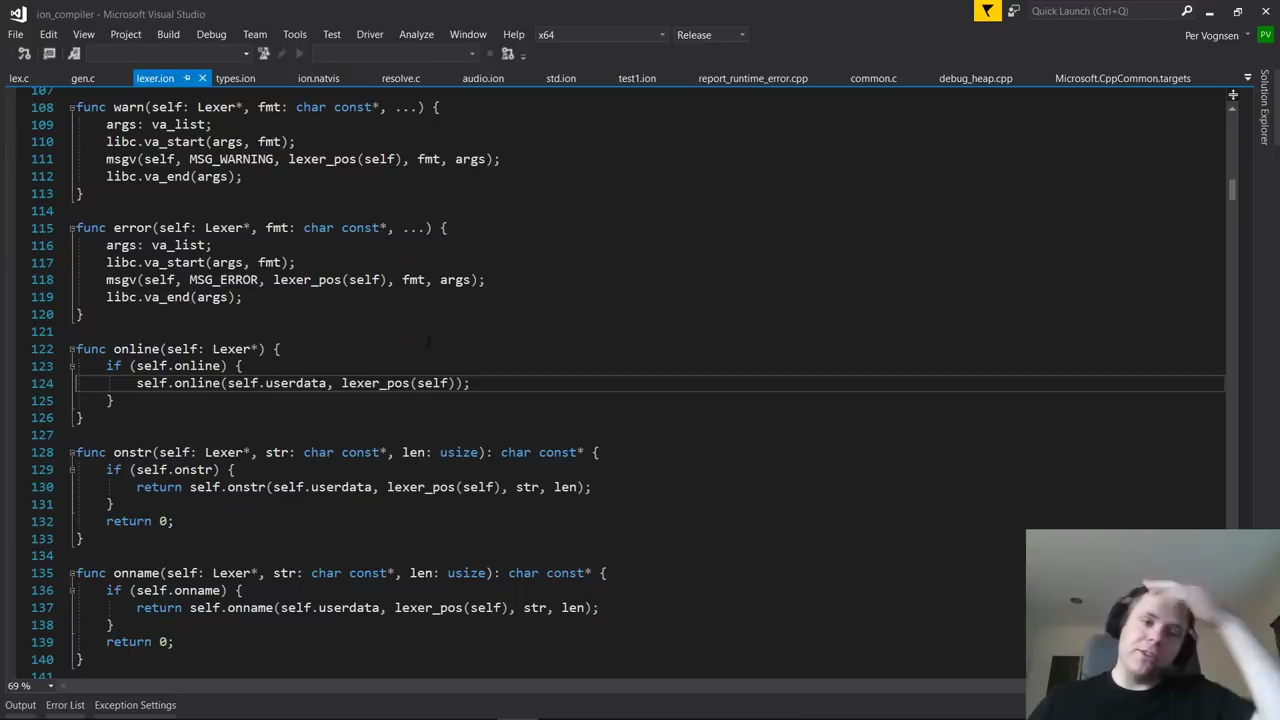 ion_compiler - Microsoft Visual Studio
Quick Launch (Ctrl+Q)
File Edit View Project Build Debug Team Tools Test Driver Analyze Window Help x64 Release
Per Vognsen PV
lex.c gen.c lexer.ion types.ion ion.natvis resolve.c audio.ion std.ion test1.ion report_runtime_error.cpp common.c debug_heap.cpp Microsoft.CppCommon.targets
Solution Explorer
107
108 func warn(self: Lexer*, fmt: char const*, ...) {
109 args: va_list;
110 libc.va_start(args, fmt);
111 msgv(self, MSG_WARNING, lexer_pos(self), fmt, args);
112 libc.va_end(args);
113 }
114
115 func error(self: Lexer*, fmt: char const*, ...) {
116 args: va_list;
117 libc.va_start(args, fmt);
118 msgv(self, MSG_ERROR, lexer_pos(self), fmt, args);
119 libc.va_end(args);
120 }
121
122 func online(self: Lexer*) {
123 if (self.online) {
124 self.online(self.userdata, lexer_pos(self));
125 }
126 }
127
128 func onstr(self: Lexer*, str: char const*, len: usize): char const* {
129 if (self.onstr) {
130 return self.onstr(self.userdata, lexer_pos(self), str, len);
131 }
132 return 0;
133 }
134
135 func onname(self: Lexer*, str: char const*, len: usize): char const* {
136 if (self.onname) {
137 return self.onname(self.userdata, lexer_pos(self), str, len);
138 }
139 return 0;
140 }
141
69 %
Output Error List Exception Settings